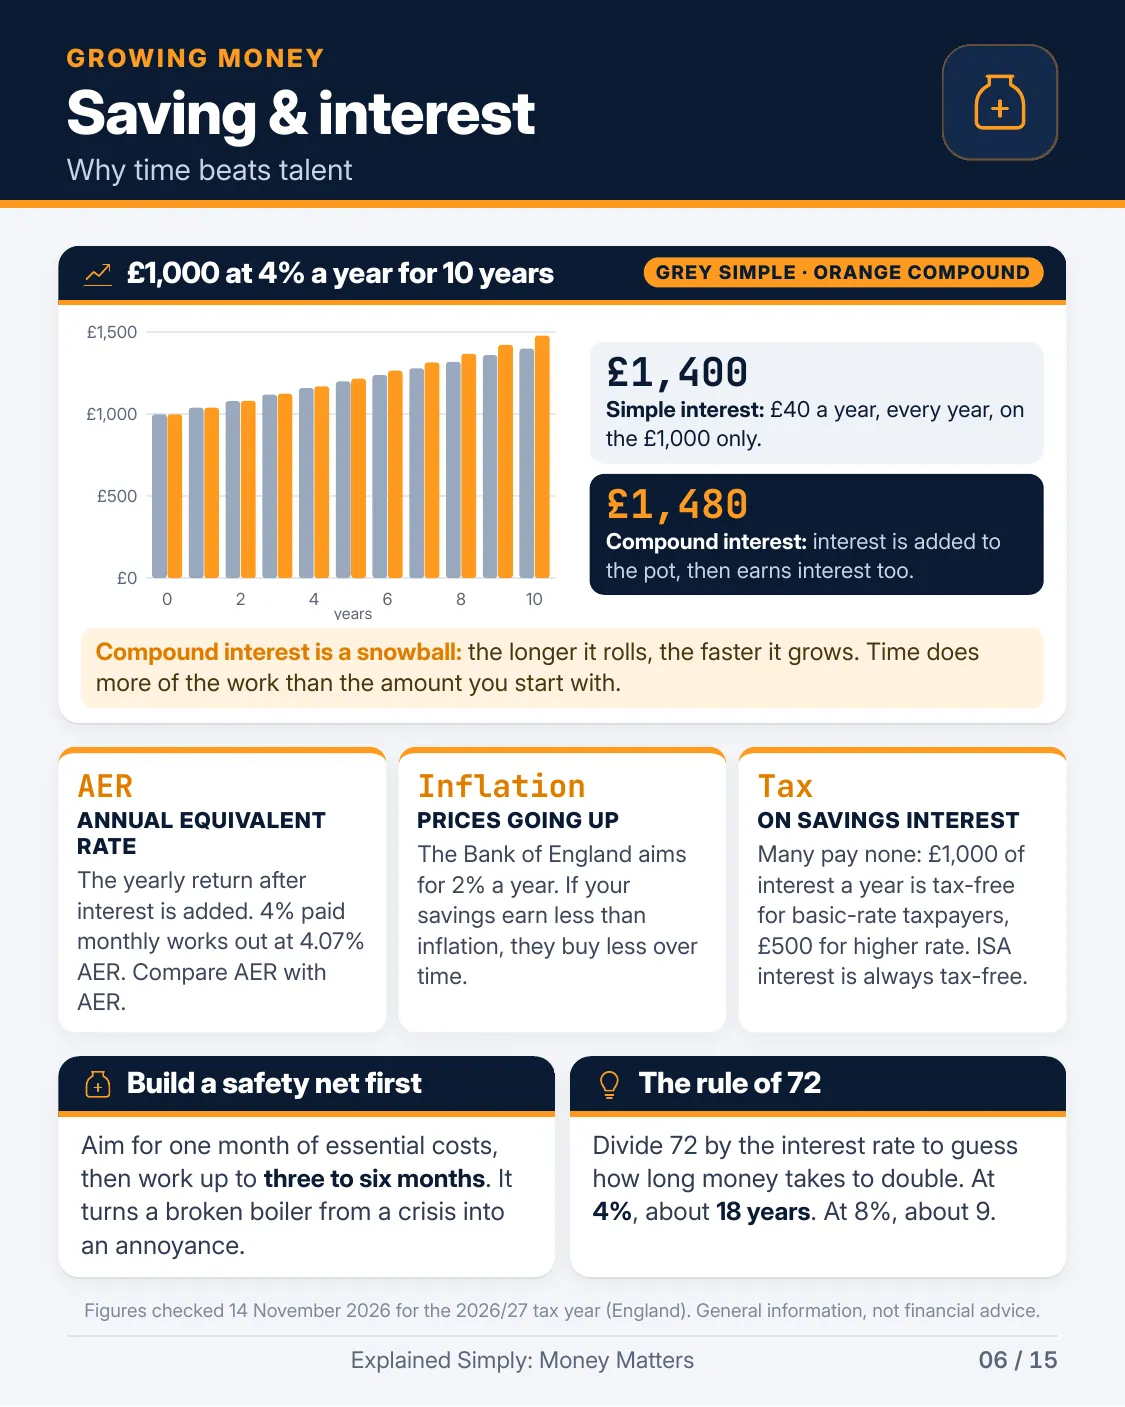 GROWING MONEY
Saving & interest
Why time beats talent
£1,000 at 4% a year for 10 years
GREY SIMPLE · ORANGE COMPOUND
£1,500
£1,000
£500
£0
0 2 4 6 8 10
years
£1,400
Simple interest: £40 a year, every year, on
the £1,000 only.
£1,480
Compound interest: interest is added to
the pot, then earns interest too.
Compound interest is a snowball: the longer it rolls, the faster it grows. Time does
more of the work than the amount you start with.
AER
ANNUAL EQUIVALENT
RATE
The yearly return after
interest is added. 4% paid
monthly works out at 4.07%
AER. Compare AER with
AER.
Inflation
PRICES GOING UP
The Bank of England aims
for 2% a year. If your
savings earn less than
inflation, they buy less over
time.
Tax
ON SAVINGS INTEREST
Many pay none: £1,000 of
interest a year is tax-free
for basic-rate taxpayers,
£500 for higher rate. ISA
interest is always tax-free.
Build a safety net first
Aim for one month of essential costs,
then work up to three to six months. It
turns a broken boiler from a crisis into
an annoyance.
The rule of 72
Divide 72 by the interest rate to guess
how long money takes to double. At
4%, about 18 years. At 8%, about 9.
Figures checked 14 November 2026 for the 2026/27 tax year (England). General information, not financial advice.
Explained Simply: Money Matters
06 / 15